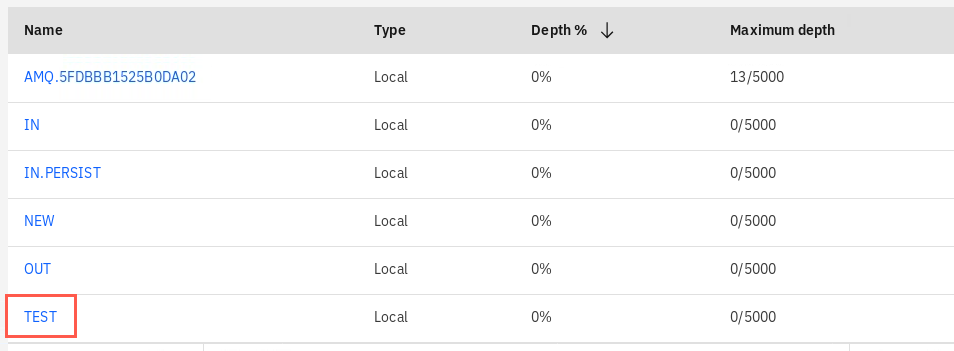 Name Type Depth % Maximum depth
AMQ.5FDBBB1525B0DA02 Local 0% 13/5000
IN Local 0% 0/5000
IN.PERSIST Local 0% 0/5000
NEW Local 0% 0/5000
OUT Local 0% 0/5000
TEST Local 0% 0/5000